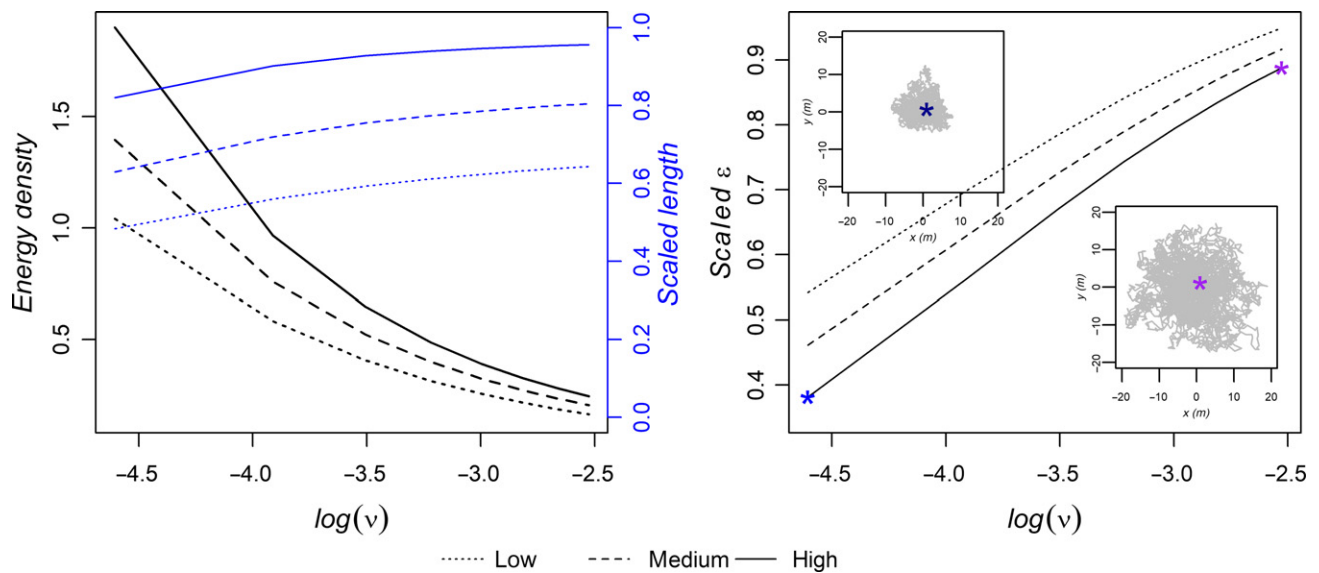 Energy density
0.5 1.0 1.5
0.0 0.2 0.4 0.6 0.8 1.0
Scaled length
−4.5 −4.0 −3.5 −3.0 −2.5
log(ν)
Scaled ε
0.4 0.5 0.6 0.7 0.8 0.9
y (m)
−20 −10 0 10 20
−20 −10 0 10 20
x (m)
y (m)
−20 −10 0 10 20
−20 −10 0 10 20
x (m)
−4.5 −4.0 −3.5 −3.0 −2.5
log(ν)
Low Medium High